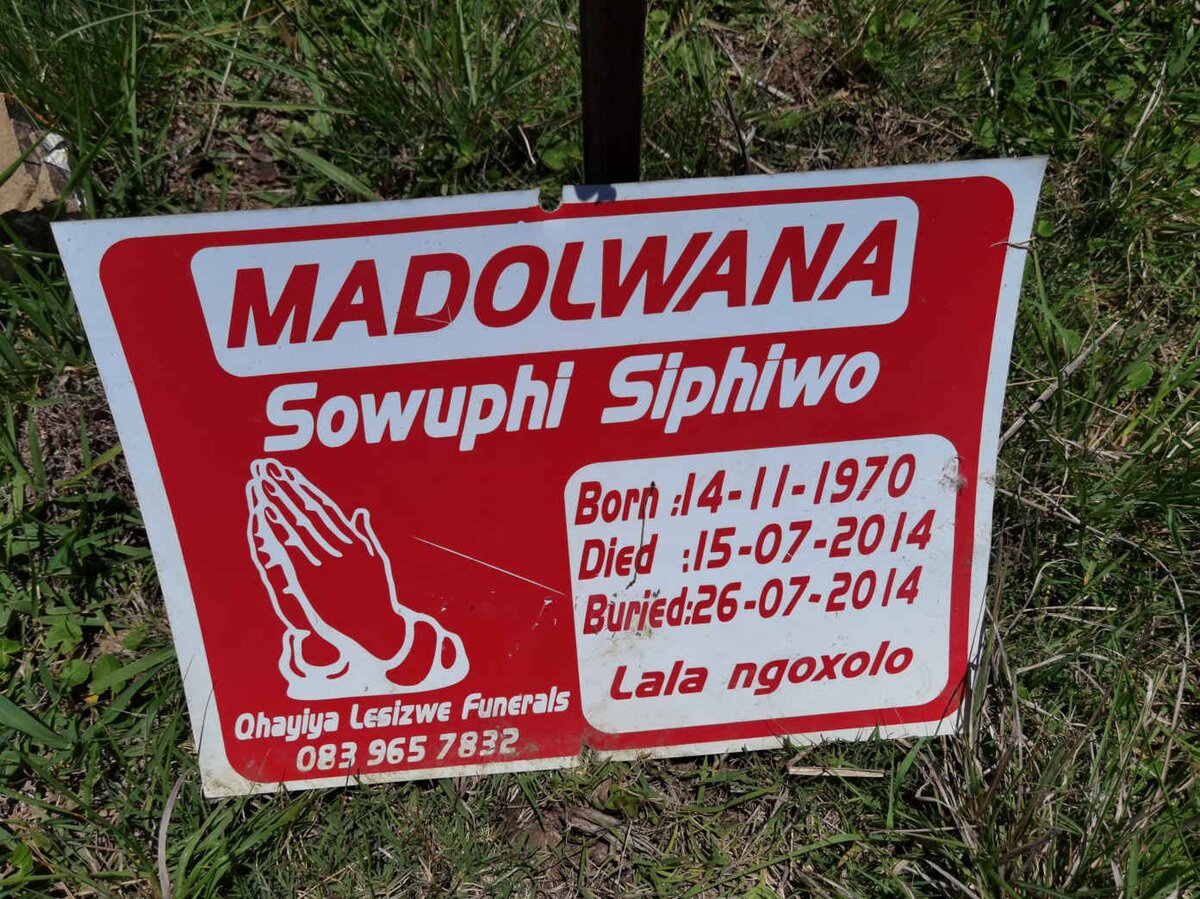 MADOLWANA
Sowuphi Siphiwo
Born :14-11-1970
Died :15-07-2014
Buried:26-07-2014
Lala ngoxolo
Qhayiya Lesizwe Funerals
083 965 7832